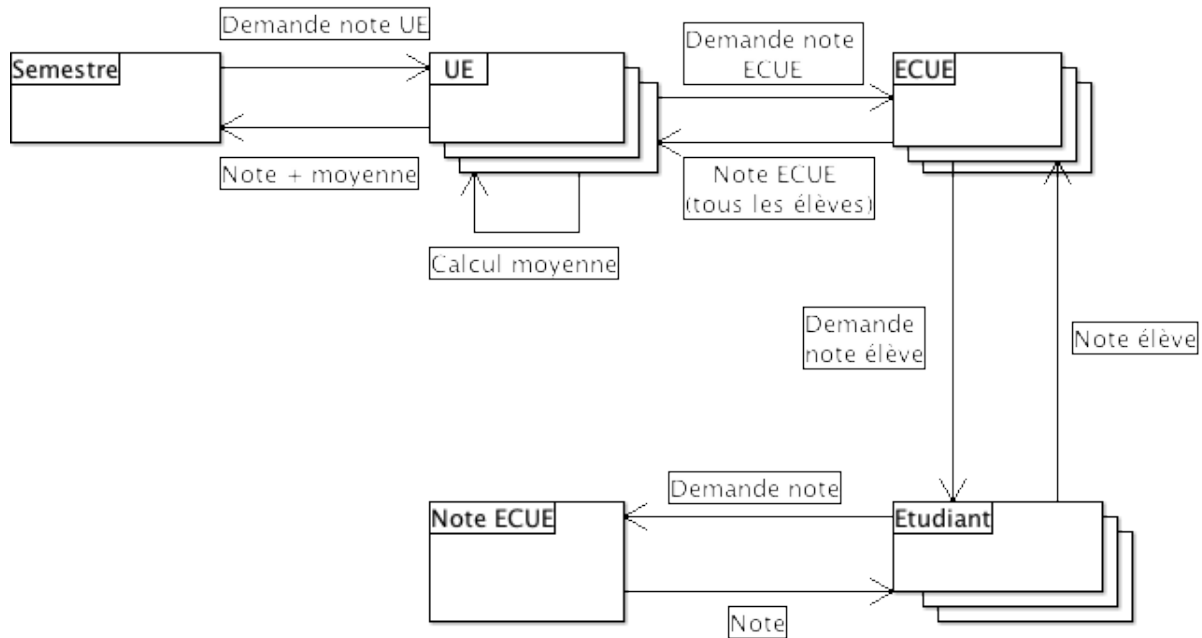 Demande note UE
Semestre
UE
Demande note
ECUE
ECUE
Note + moyenne
Note ECUE
(tous les élèves)
Calcul moyenne
Demande
note élève
Note élève
Demande note
Note ECUE
Etudiant
Note